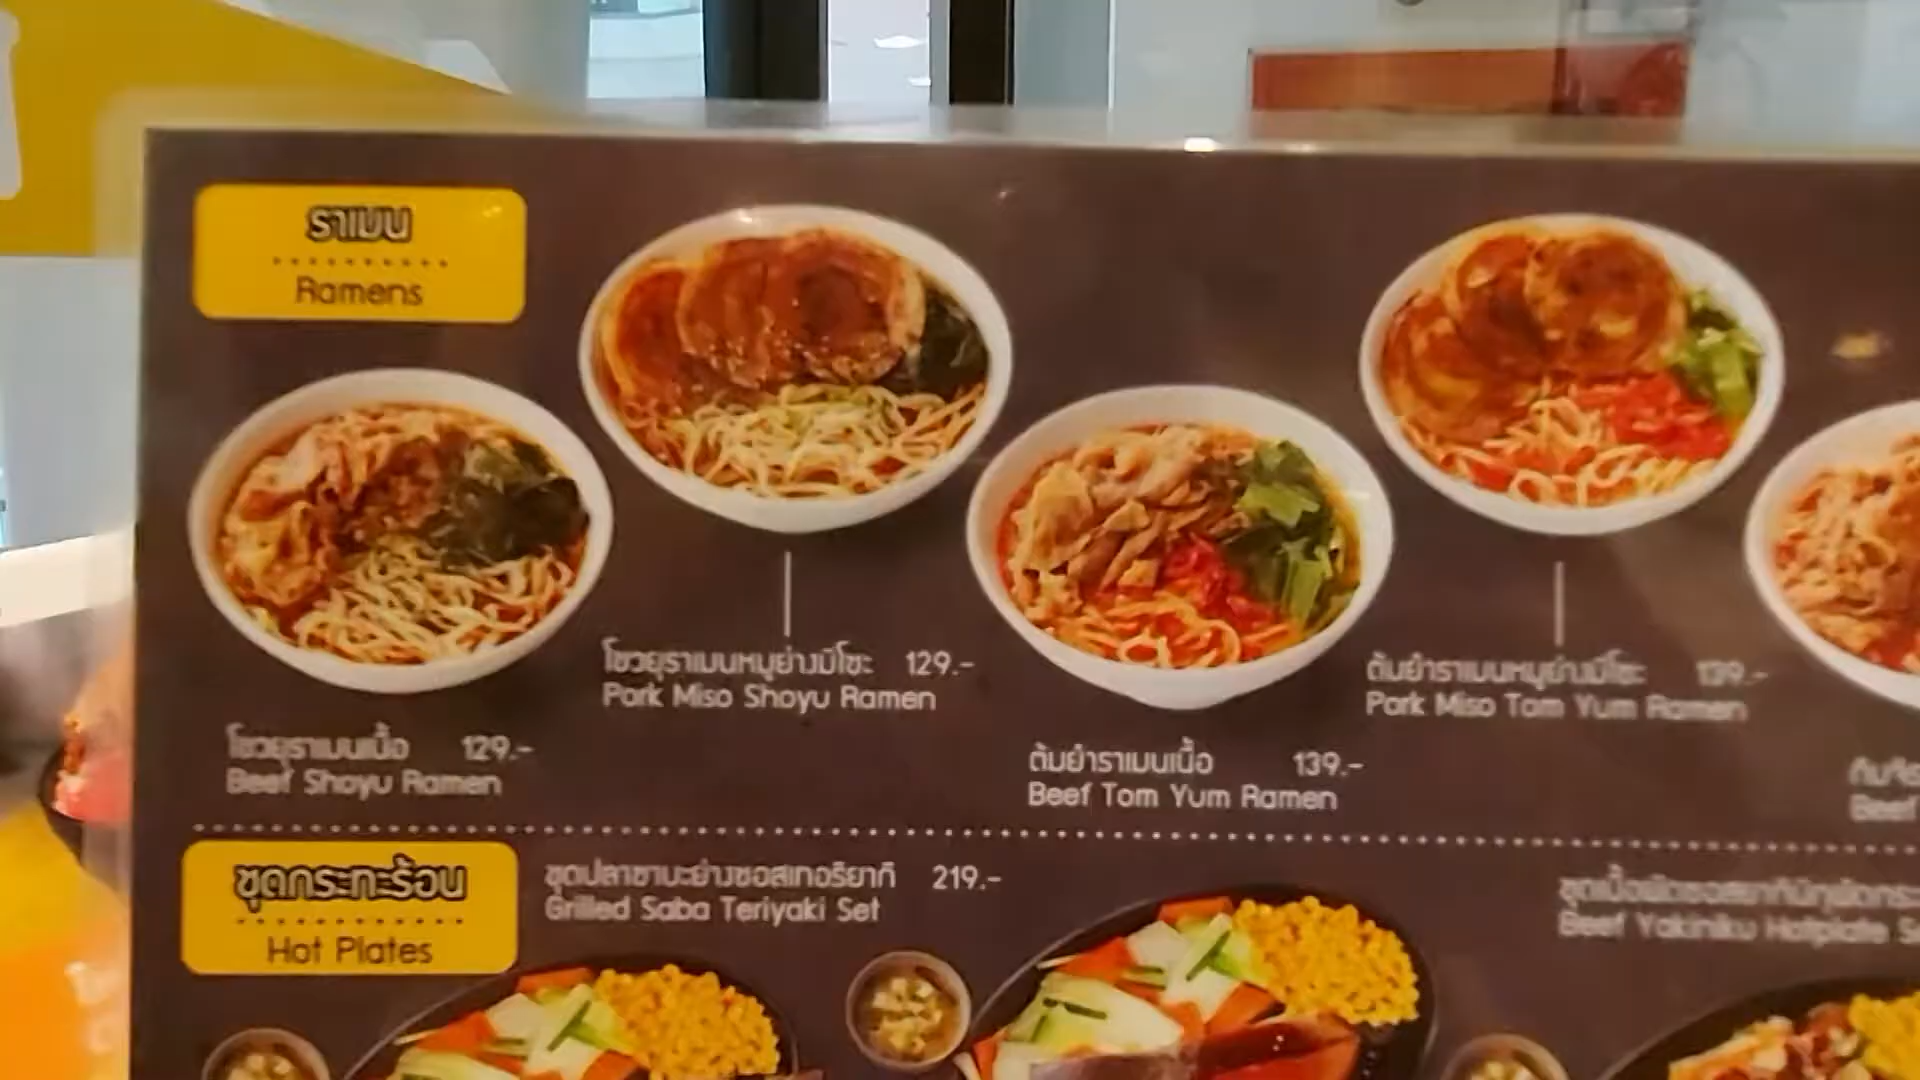 ราเมน
Ramens
โชวยุราเมนหมูย่างมิโซะ 129.-
Pork Miso Shoyu Ramen
ต้มยำราเมนหมูย่างมิโซะ 139.-
Pork Miso Tom Yum Ramen
โชวยุราเมนเนื้อ 129.-
Beef Shoyu Ramen
ต้มยำราเมนเนื้อ 139.-
Beef Tom Yum Ramen
Beef
ชุดกระทะร้อน
Hot Plates
ชุดปลาซาบะย่างซอสเทอริยากิ 219.-
Grilled Saba Teriyaki Set
Beef Yakiniku Hotplate